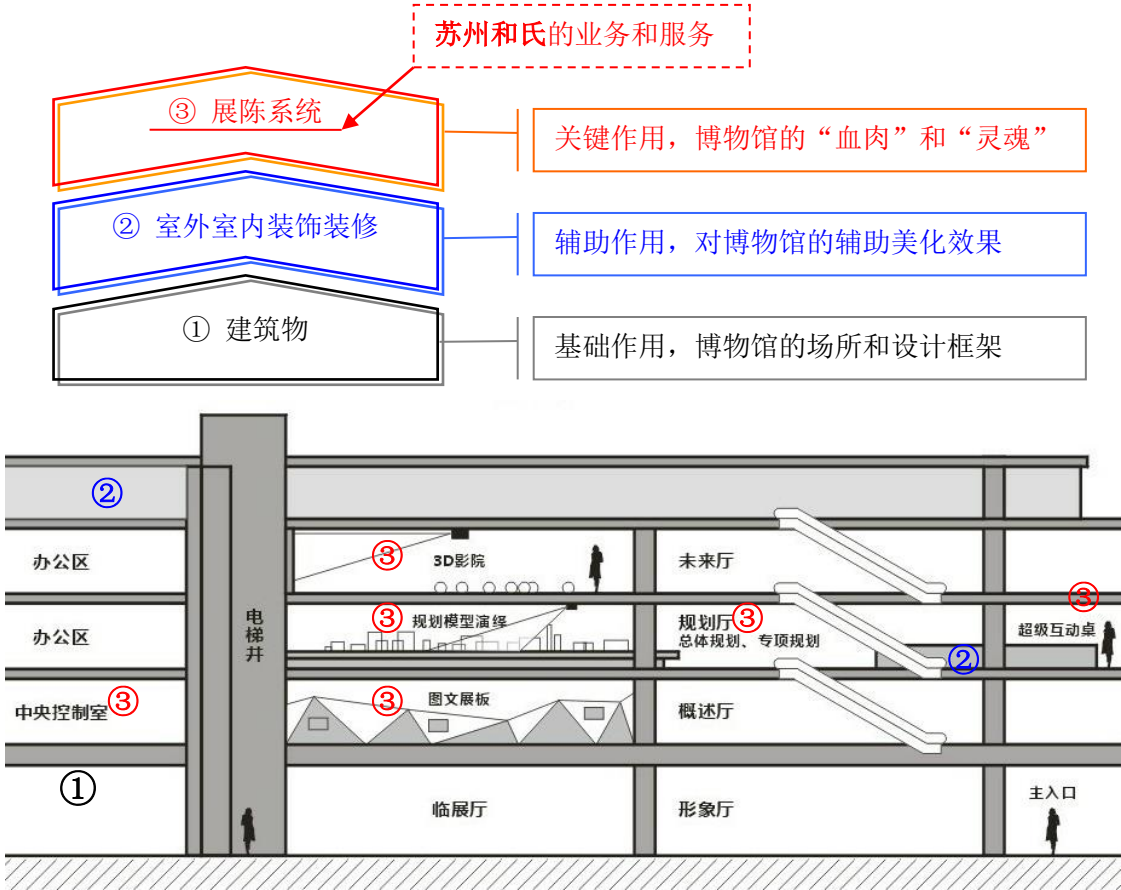 苏州和氏的业务和服务
③ 展陈系统
关键作用，博物馆的“血肉”和“灵魂”
② 室外室内装饰装修
辅助作用，对博物馆的辅助美化效果
① 建筑物
基础作用，博物馆的场所和设计框架
②
办公区
③
3D影院
未来厅
办公区
电梯井
③
规划模型演绎
规划厅
③
总体规划、专项规划
②
③
超级互动桌
中央控制室
③
③
图文展板
概述厅
①
临展厅
形象厅
主入口